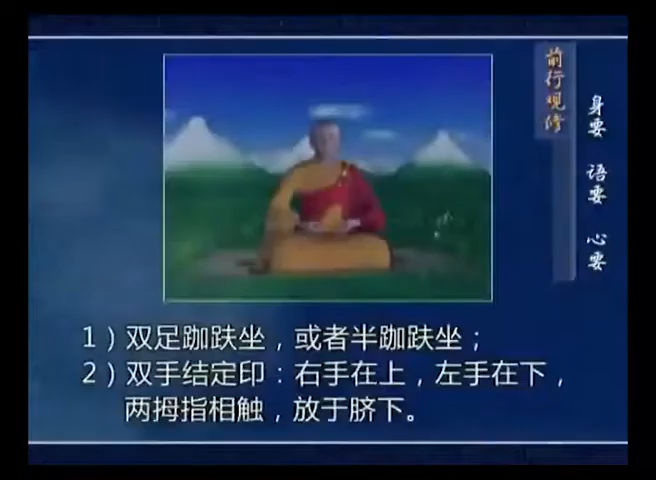 前行观修
身要 语要 心要
1）双足跏趺坐，或者半跏趺坐；
2）双手结定印：右手在上，左手在下，
两拇指相触，放于脐下。